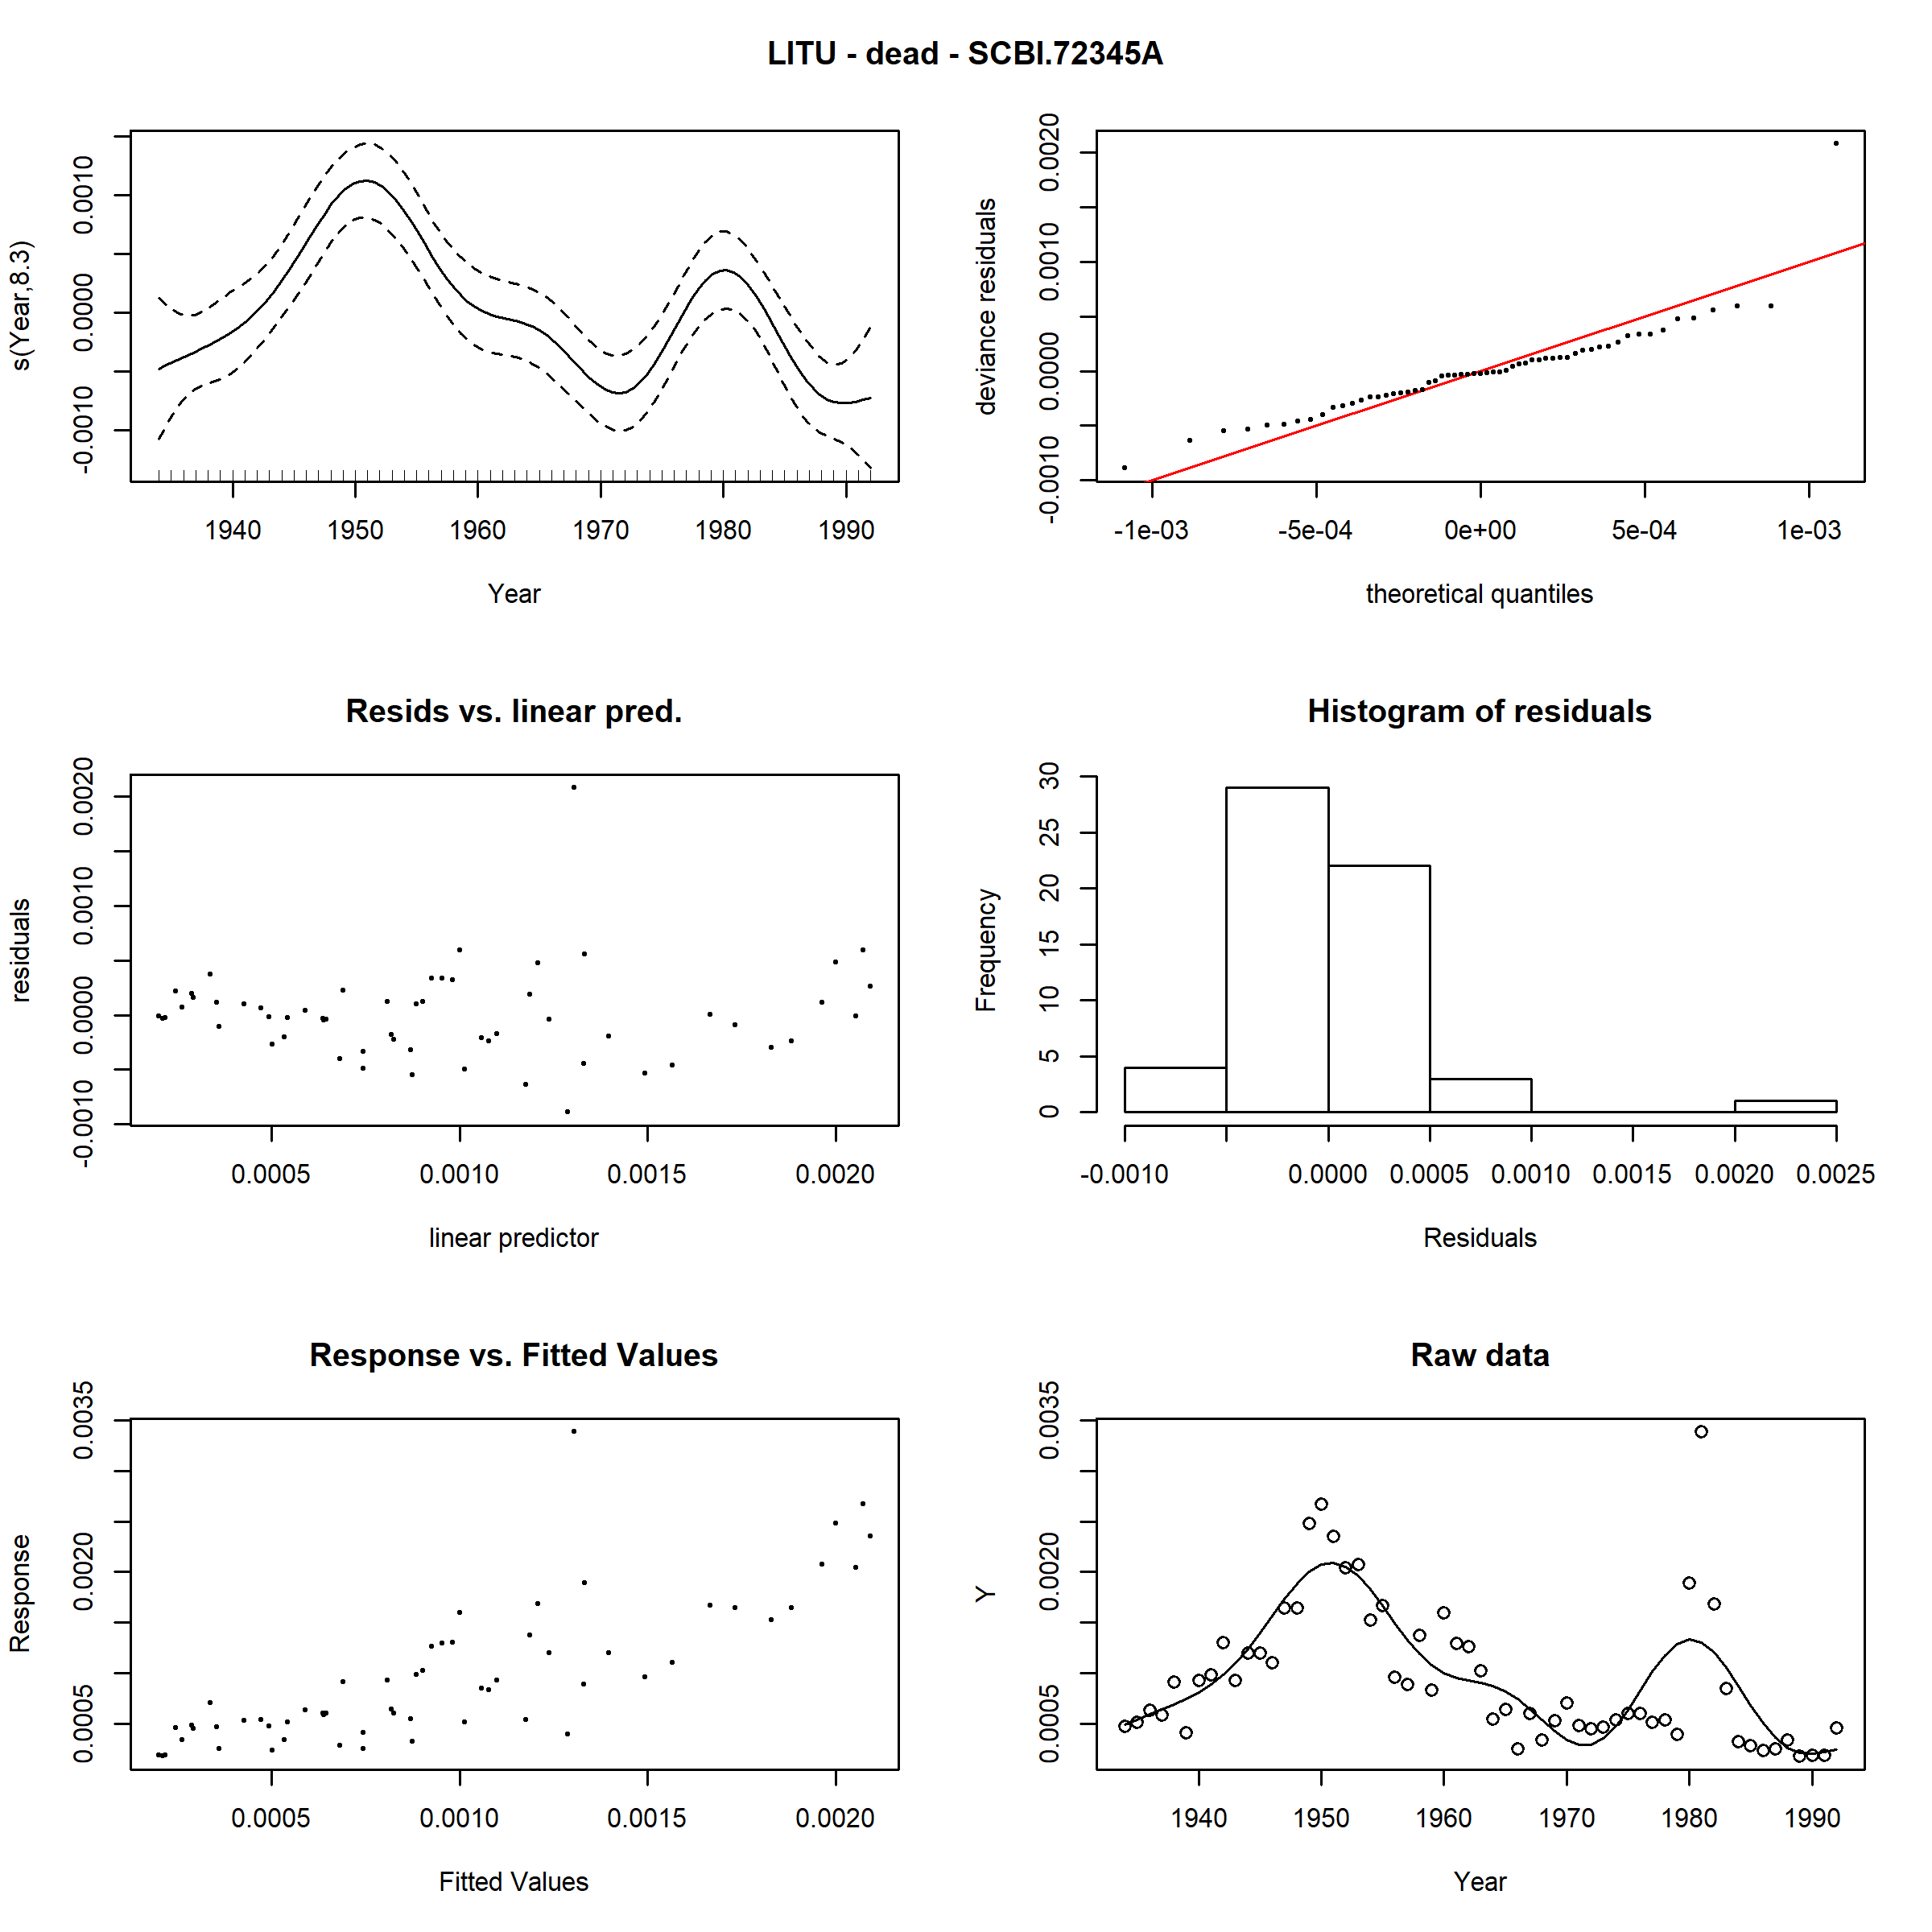 LITU - dead - SCBI.72345A
s(Year,8.3)
-0.0010 0.0000 0.0010
1940 1950 1960 1970 1980 1990
Year
deviance residuals
-0.0010 0.0000 0.0010 0.0020
-1e-03 -5e-04 0e+00 5e-04 1e-03
theoretical quantiles
Resids vs. linear pred.
residuals
-0.0010 0.0000 0.0010 0.0020
0.0005 0.0010 0.0015 0.0020
linear predictor
Histogram of residuals
Frequency
0 5 10 15 20 25 30
-0.0010 0.0000 0.0005 0.0010 0.0015 0.0020 0.0025
Residuals
Response vs. Fitted Values
Response
0.0005 0.0020 0.0035
0.0005 0.0010 0.0015 0.0020
Fitted Values
Raw data
Y
0.0005 0.0020 0.0035
1940 1950 1960 1970 1980 1990
Year